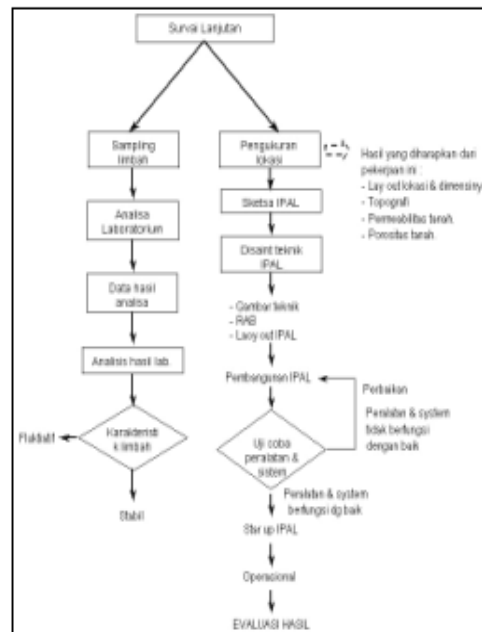 Survai Lanjutan
Sampling
limbah
Analisa
Laboratorium
Data hasil
analisa
Analisis hasil lab.
Karakteristi
k limbah
Fluktuatif
Stabil
Pengukuran
lokasi
Hasil yang diharapkan dari
pekerjaan ini :
- Lay out lokasi & dimensiny
- Topografi
- Permeabilitas tanah.
- Porositas tanah.
Sketsa IPAL
Disaint teknik
IPAL
- Gambar teknik
- RAB
- Laoy out IPAL
Pembangunan IPAL
Perbaikan
Peralatan & system
tidak berfungsi
dengan baik
Uji coba
peralatan &
sistem
Peralatan & system
berfungsi dg baik
Star up IPAL
Operasional
EVALUASI HASIL